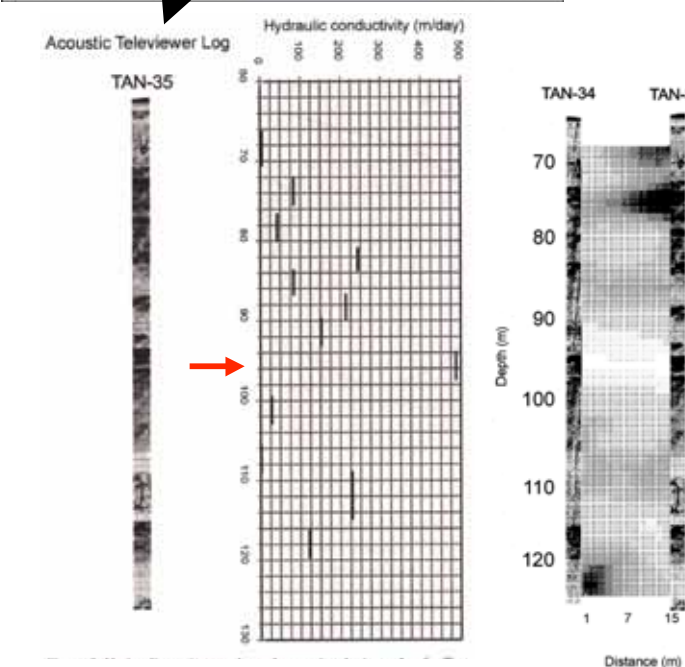 Hydraulic conductivity (m/day)
Acoustic Televiewer Log
0 100 200 300 400 500
TAN-35
70
80
90
100
110
120
130
TAN-34 TAN-
70
80
90
100
110
120
Depth (m)
1 7 15
Distance (m)